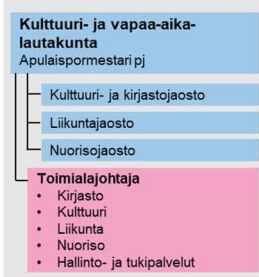 Kulttuuri- ja vapaa-aika-
lautakunta
Apulaispormestari pj
Kulttuuri- ja kirjastojaosto
Liikuntajaosto
Nuorisojaosto
Toimialajohtaja
• Kirjasto
• Kulttuuri
• Liikunta
• Nuoriso
• Hallinto- ja tukipalvelut